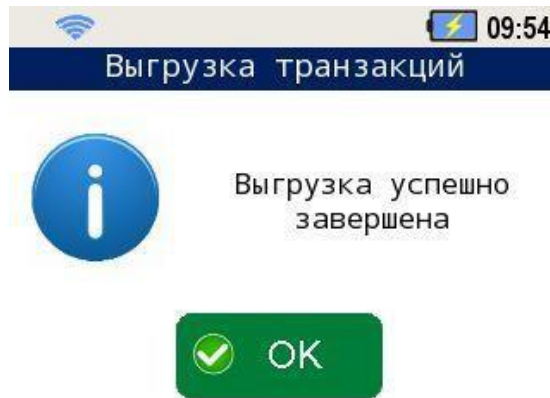 09:54
Выгрузка транзакций
Выгрузка успешно
завершена
OK